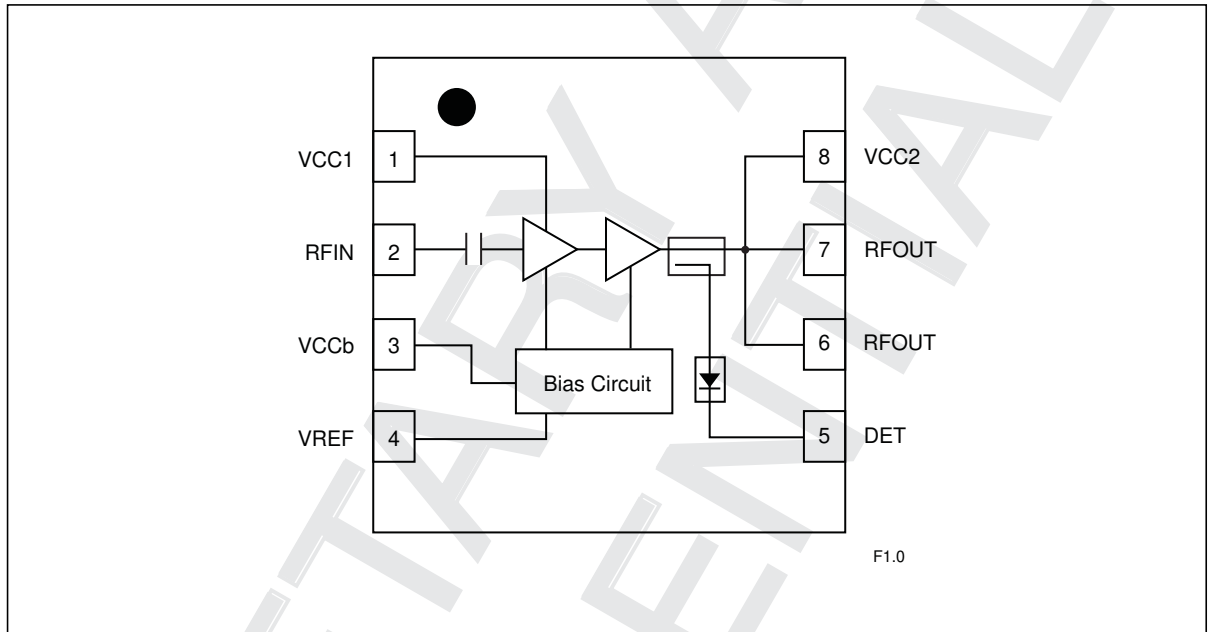 VCC1 1
RFIN 2
VCCb 3
VREF 4
Bias Circuit
8 VCC2
7 RFOUT
6 RFOUT
5 DET
F1.0